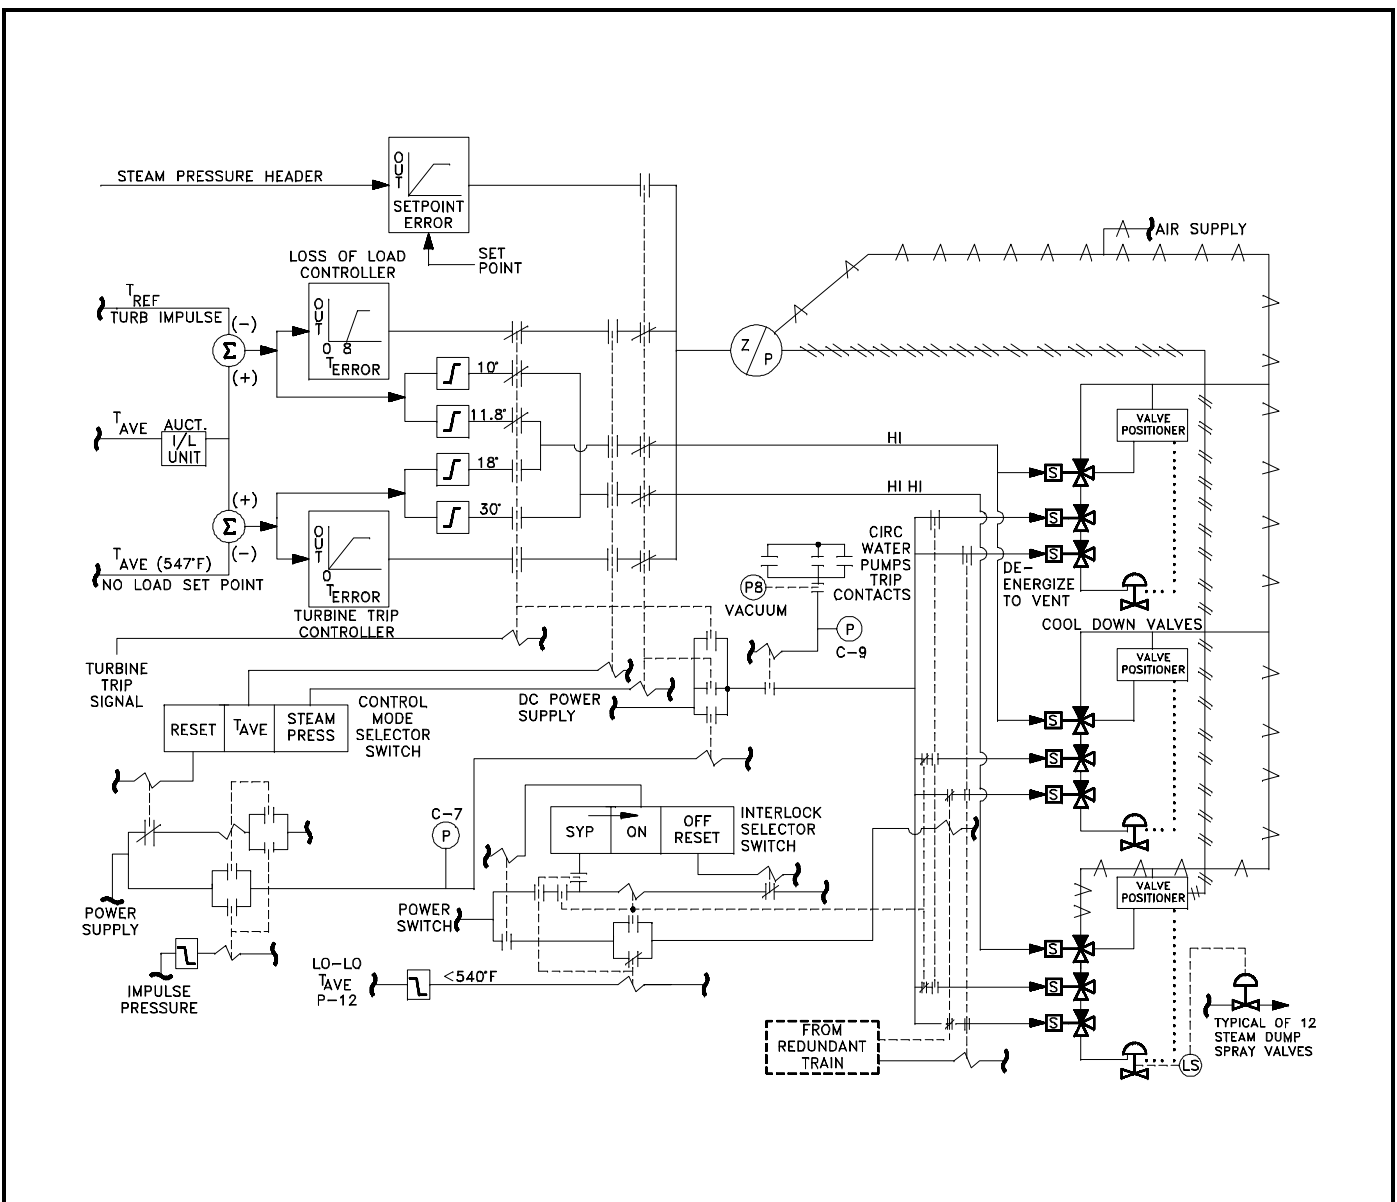 STEAM PRESSURE HEADER
OUT
SETPOINT
ERROR
SET
POINT
AIR SUPPLY
LOSS OF LOAD
CONTROLLER
TREF
TURB IMPULSE
(-)
Σ
(+)
OUT
0 8
TERROR
10°
11.8°
Z/P
TAVE
AUCT.
I/L
UNIT
VALVE
POSITIONER
HI
S
18°
(+)
Σ
(-)
30°
HI HI
S
S
OUT
0
TERROR
TURBINE TRIP
CONTROLLER
TAVE (547°F)
NO LOAD SET POINT
CIRC
WATER
PUMPS
TRIP
CONTACTS
P8
VACUUM
P
C-9
DE-
ENERGIZE
TO VENT
COOL DOWN VALVES
VALVE
POSITIONER
TURBINE
TRIP
SIGNAL
RESET
TAVE
STEAM
PRESS
CONTROL
MODE
SELECTOR
SWITCH
DC POWER
SUPPLY
S
S
S
C-7
P
SYP
ON
OFF
RESET
INTERLOCK
SELECTOR
SWITCH
POWER
SUPPLY
POWER
SWITCH
VALVE
POSITIONER
S
S
S
IMPULSE
PRESSURE
LO-LO
TAVE
P-12
<540°F
FROM
REDUNDANT
TRAIN
LS
TYPICAL OF 12
STEAM DUMP
SPRAY VALVES